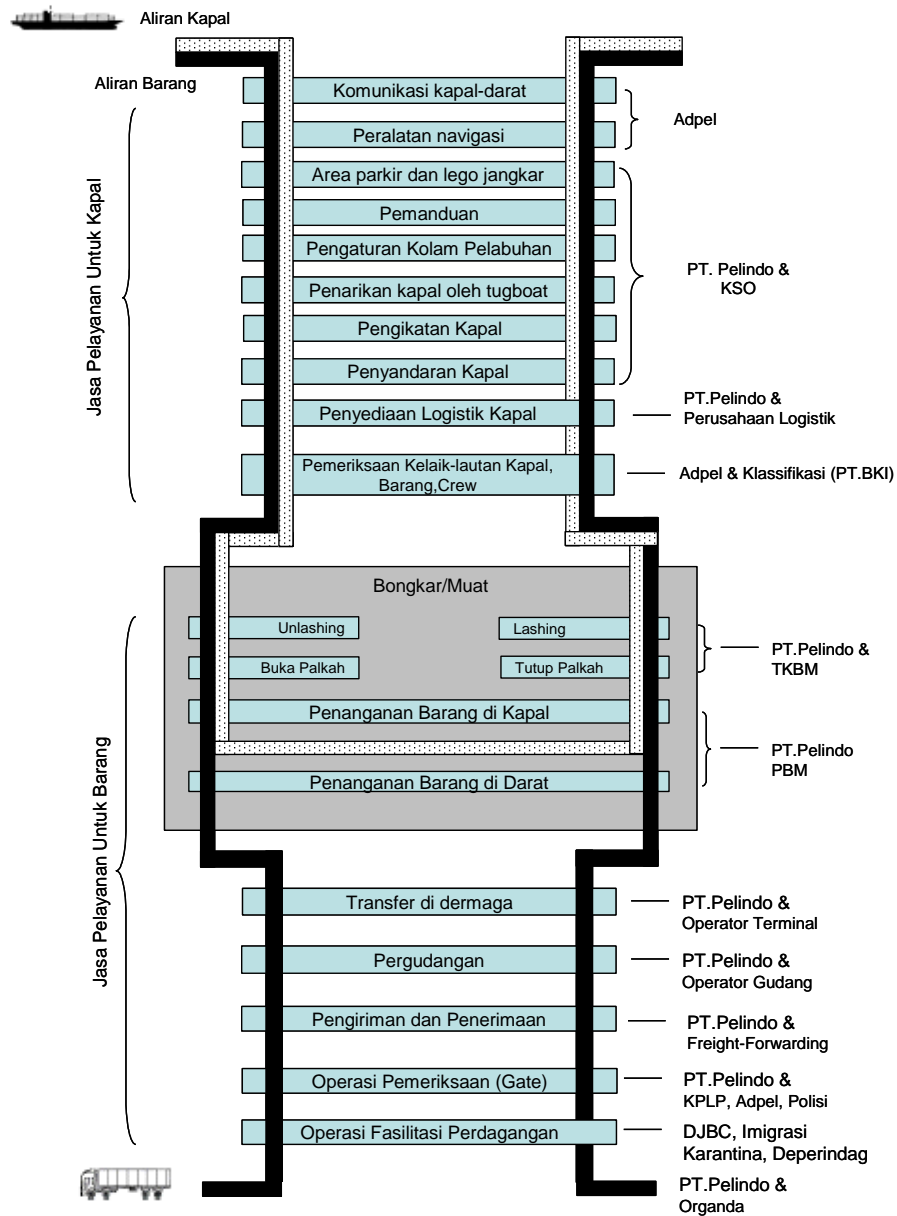 Aliran Kapal
Aliran Barang
Komunikasi kapal-darat
Adpel
Peralatan navigasi
Jasa Pelayanan Untuk Kapal
Area parkir dan lego jangkar
Pemanduan
Pengaturan Kolam Pelabuhan
PT. Pelindo &
KSO
Penarikan kapal oleh tugboat
Pengikatan Kapal
Penyandaran Kapal
Penyediaan Logistik Kapal
PT.Pelindo &
Perusahaan Logistik
Pemeriksaan Kelaik-lautan Kapal,
Barang,Crew
Adpel & Klassifikasi (PT.BKI)
Bongkar/Muat
Jasa Pelayanan Untuk Barang
Unlashing
Lashing
PT.Pelindo &
TKBM
Buka Palkah
Tutup Palkah
Penanganan Barang di Kapal
PT.Pelindo
PBM
Penanganan Barang di Darat
Transfer di dermaga
PT.Pelindo &
Operator Terminal
Pergudangan
PT.Pelindo &
Operator Gudang
Pengiriman dan Penerimaan
PT.Pelindo &
Freight-Forwarding
Operasi Pemeriksaan (Gate)
PT.Pelindo &
KPLP, Adpel, Polisi
Operasi Fasilitasi Perdagangan
DJBC, Imigrasi
Karantina, Deperindag
PT.Pelindo &
Organda